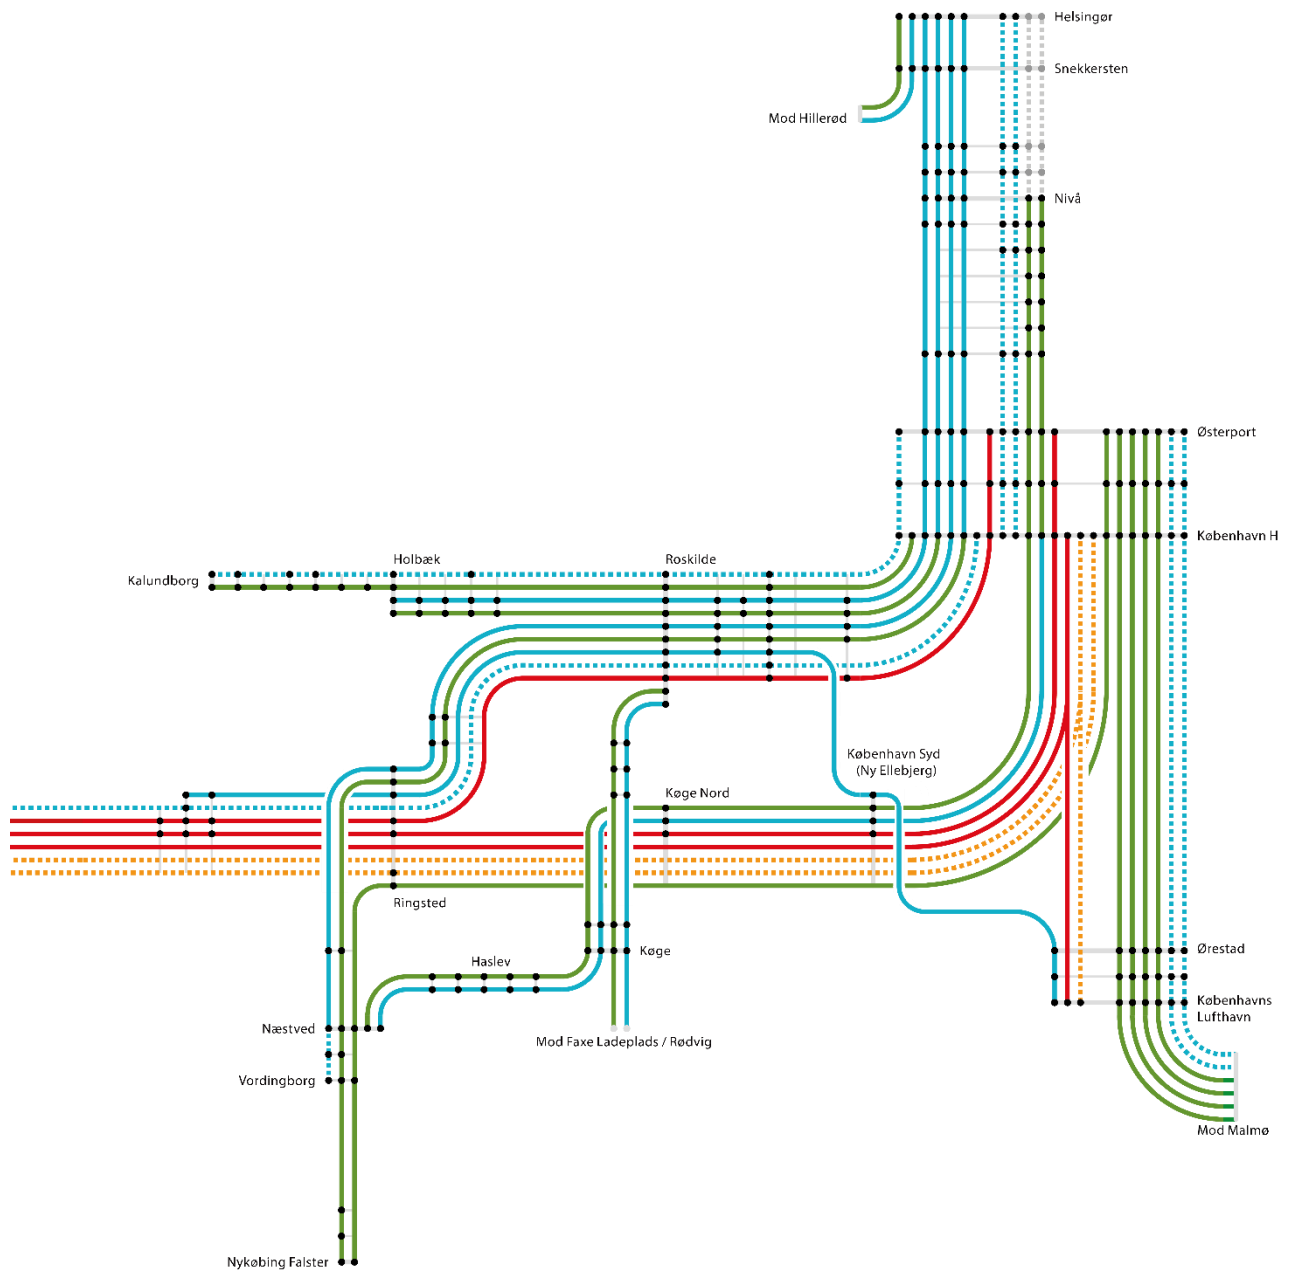 Helsingør
Snekkersten
Mod Hillerød
Nivå
Østerport
København H
Holbæk
Roskilde
Kalundborg
København Syd
(Ny Ellebjerg)
Køge Nord
Ringsted
Ørestad
Køge
Haslev
Københavns
Lufthavn
Næstved
Mod Faxe Ladeplads / Rødvig
Vordingborg
Mod Malmø
Nykøbing Falster